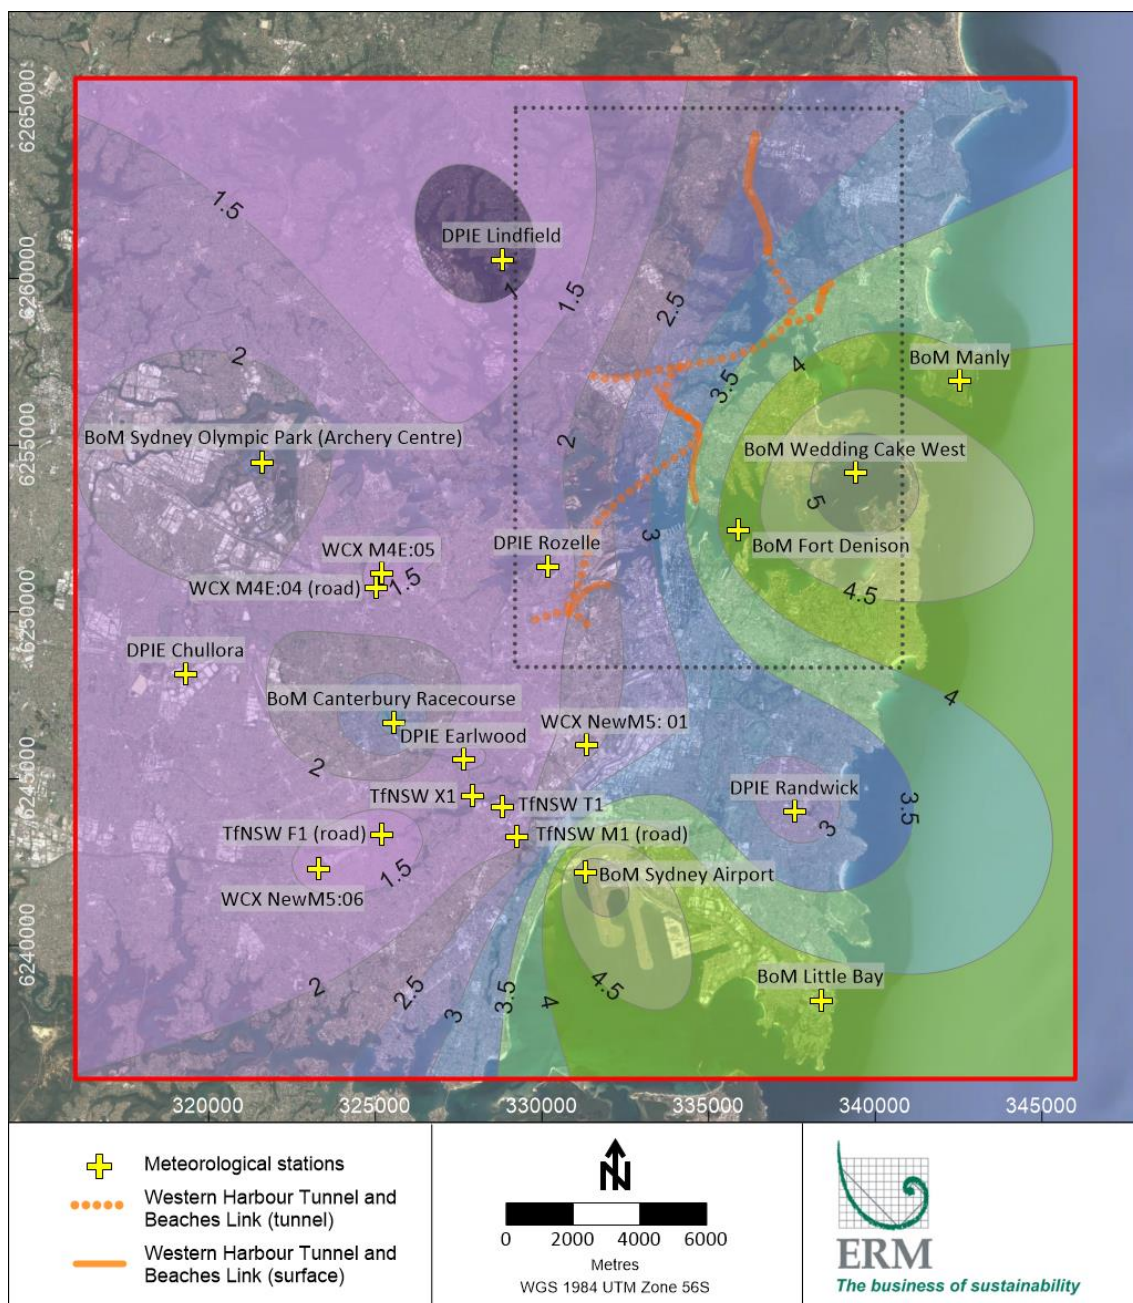 6265000
6260000
6255000
6250000
6245000
6240000
1.5
DPIE Lindfield
1
1.5
2.5
2
BoM Manly
4
3.5
BoM Sydney Olympic Park (Archery Centre)
2
BoM Wedding Cake West
5
3
BoM Fort Denison
WCX M4E:05
DPIE Rozelle
WCX M4E:04 (road)
1.5
4.5
DPIE Chullora
4
BoM Canterbury Racecourse
WCX NewM5: 01
DPIE Earlwood
2
TfNSW X1
TfNSW T1
DPIE Randwick
3.5
TfNSW F1 (road)
TfNSW M1 (road)
3
1.5
BoM Sydney Airport
WCX NewM5:06
2
2.5
3
3.5
4
4.5
BoM Little Bay
320000
325000
330000
335000
340000
345000
Meteorological stations
Western Harbour Tunnel and
Beaches Link (tunnel)
Western Harbour Tunnel and
Beaches Link (surface)
N
0 2000 4000 6000
Metres
WGS 1984 UTM Zone 56S
ERM
The business of sustainability